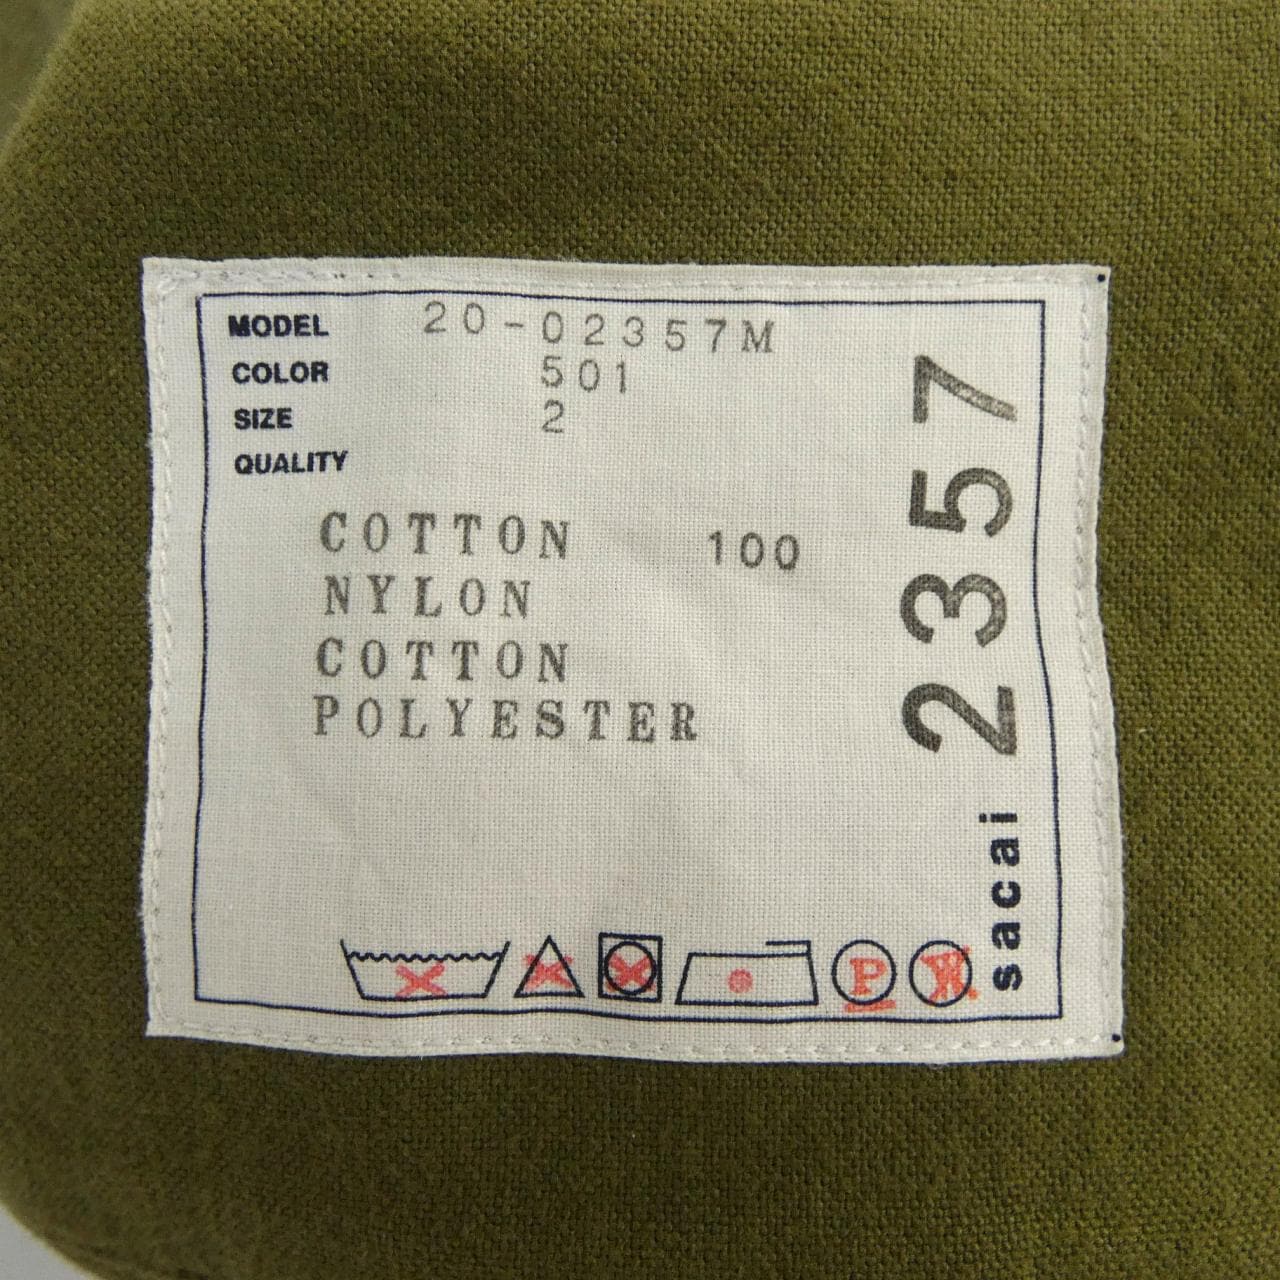 MODEL 20-02357M
COLOR 501
SIZE 2
QUALITY
COTTON 100
NYLON
COTTON
POLYESTER
P W
sacai 2357